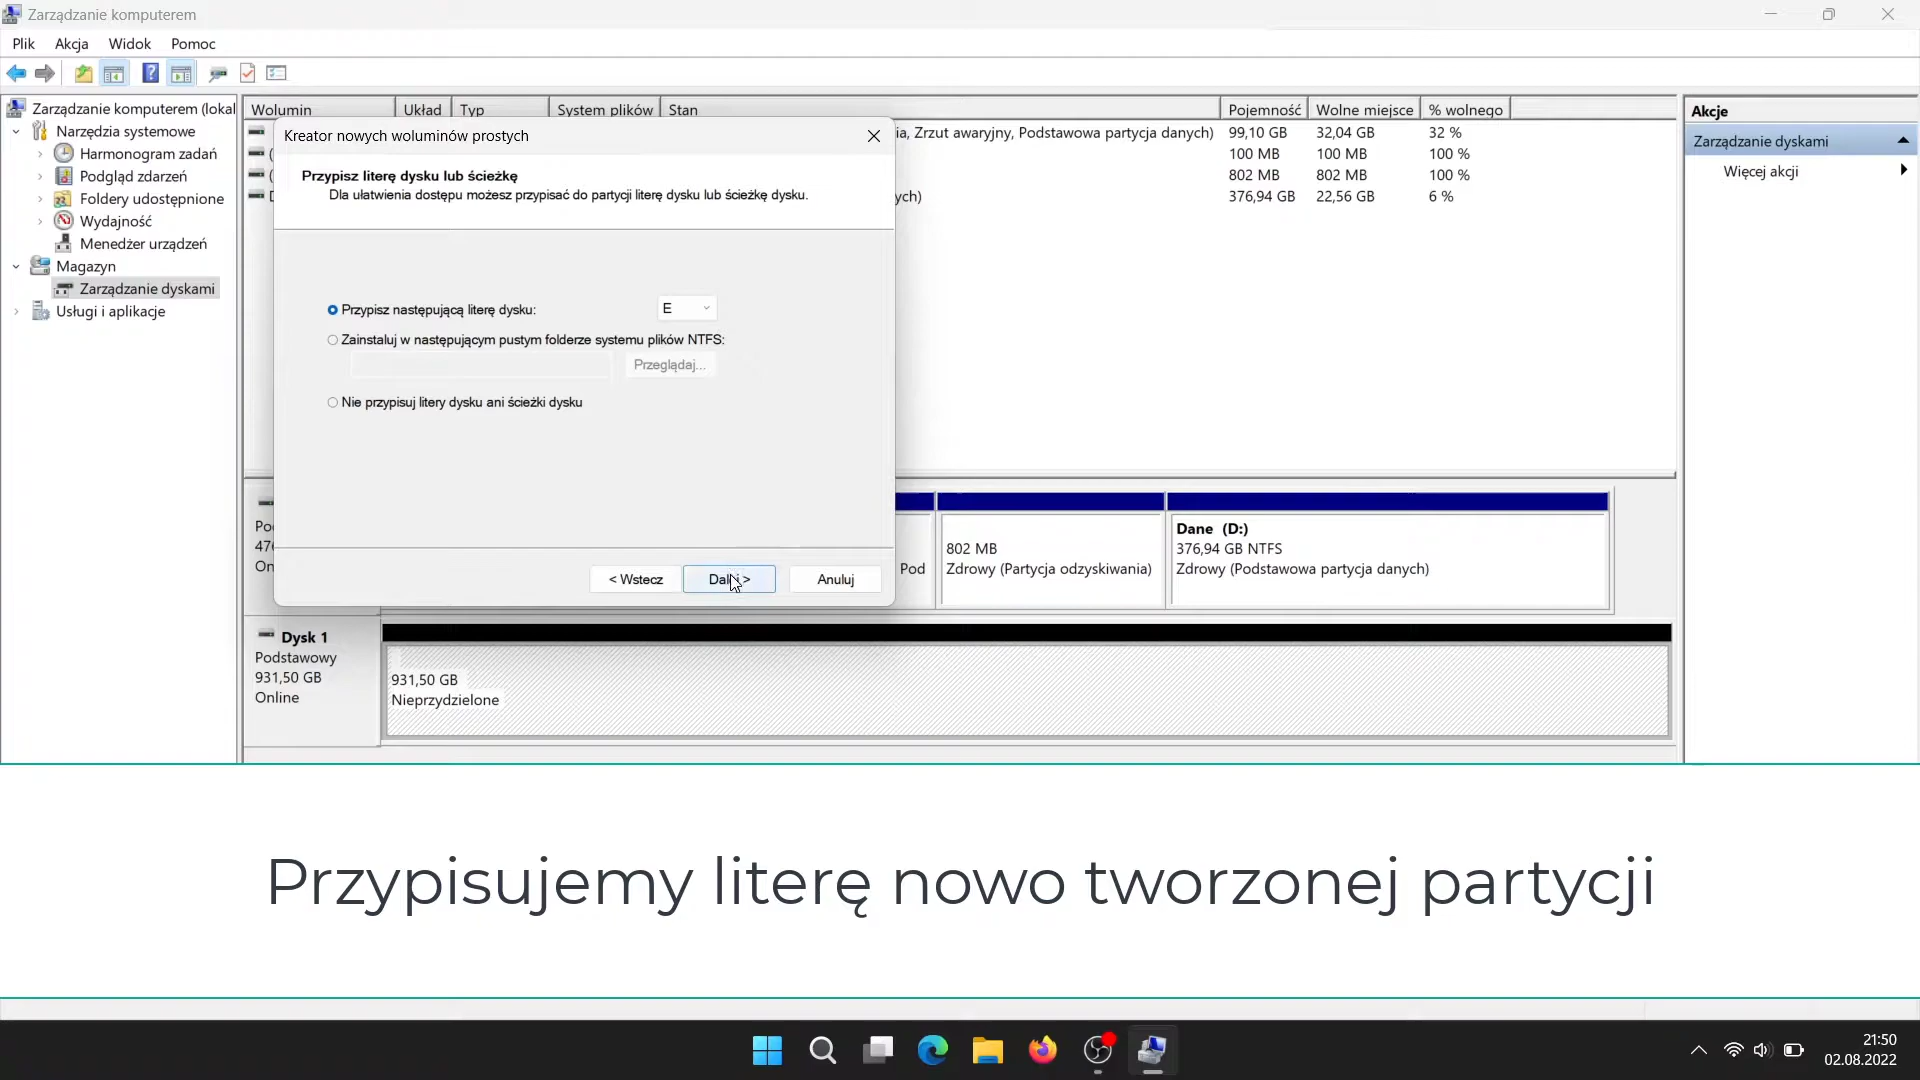 Zarządzanie komputerem
Plik Akcja Widok Pomoc
Zarządzanie komputerem (lokal
Narzędzia systemowe
Harmonogram zadań
Podgląd zdarzeń
Foldery udostępnione
Wydajność
Menedżer urządzeń
Magazyn
Zarządzanie dyskami
Usługi i aplikacje
Wolumin Układ Typ System plików Stan Pojemność Wolne miejsce % wolnego
ia, Zrzut awaryjny, Podstawowa partycja danych) 99,10 GB 32,04 GB 32 %
( 100 MB 100 MB 100 %
( 802 MB 802 MB 100 %
ych) 376,94 GB 22,56 GB 6 %
Akcje
Zarządzanie dyskami
Więcej akcji
Kreator nowych woluminów prostych
Przypisz literę dysku lub ścieżkę
Dla ułatwienia dostępu możesz przypisać do partycji literę dysku lub ścieżkę dysku.
Przypisz następującą literę dysku: E
Zainstaluj w następującym pustym folderze systemu plików NTFS:
Przeglądaj...
Nie przypisuj litery dysku ani ścieżki dysku
< Wstecz > Anuluj
Pod
802 MB
Zdrowy (Partycja odzyskiwania)
Dane (D:)
376,94 GB NTFS
Zdrowy (Podstawowa partycja danych)
Dysk 1
Podstawowy
931,50 GB
Online
931,50 GB
Nieprzydzielone
Przypisujemy literę nowo tworzonej partycji
21:50
02.08.2022